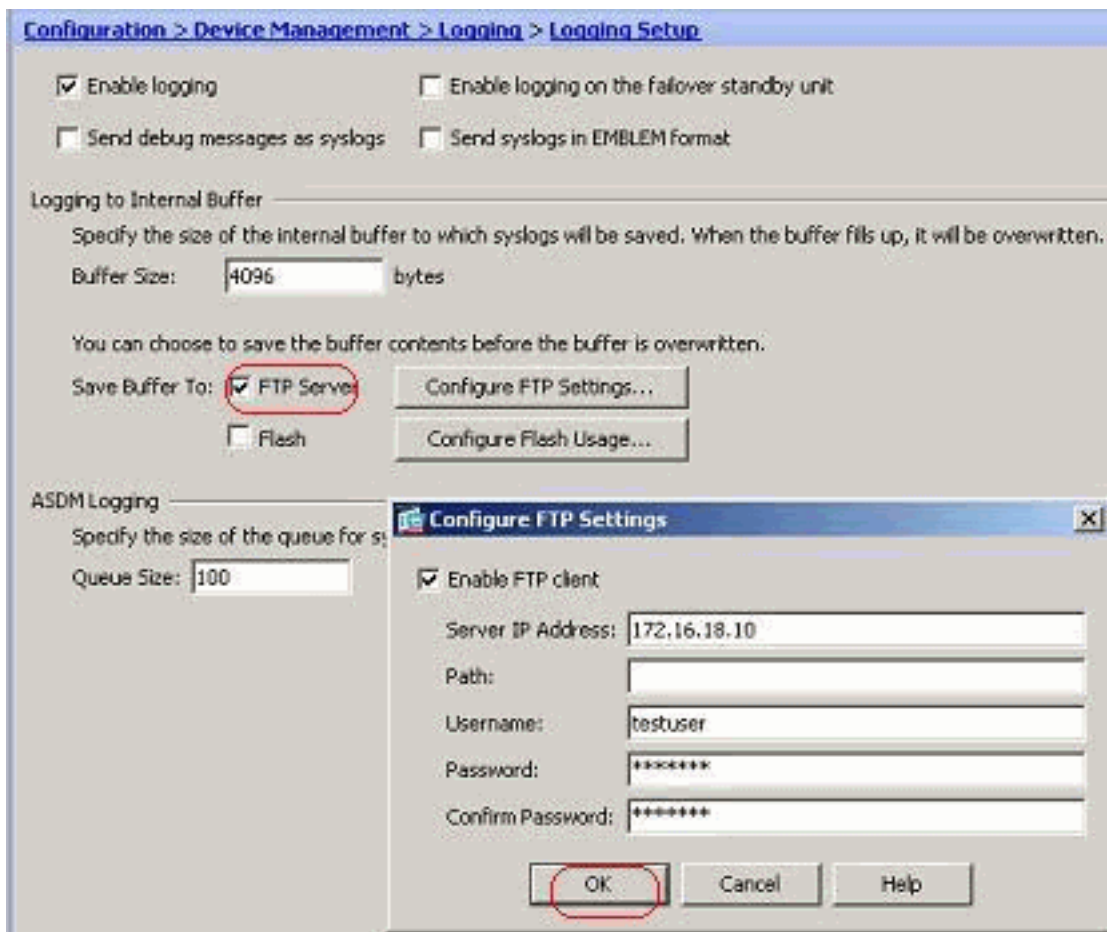 Configuration > Device Management > Logging > Logging Setup
Enable logging
Enable logging on the failover standby unit
Send debug messages as syslogs
Send syslogs in EMBLEM format
Logging to Internal Buffer
Specify the size of the internal buffer to which syslogs will be saved. When the buffer fills up, it will be overwritten.
Buffer Size: 4096 bytes
You can choose to save the buffer contents before the buffer is overwritten.
Save Buffer To: FTP Server Configure FTP Settings...
Flash Configure Flash Usage...
ASDM Logging
Specify the size of the queue for sy
Queue Size: 100
Configure FTP Settings
Enable FTP client
Server IP Address: 172.16.18.10
Path:
Username: testuser
Password: *******
Confirm Password: *******
OK Cancel Help